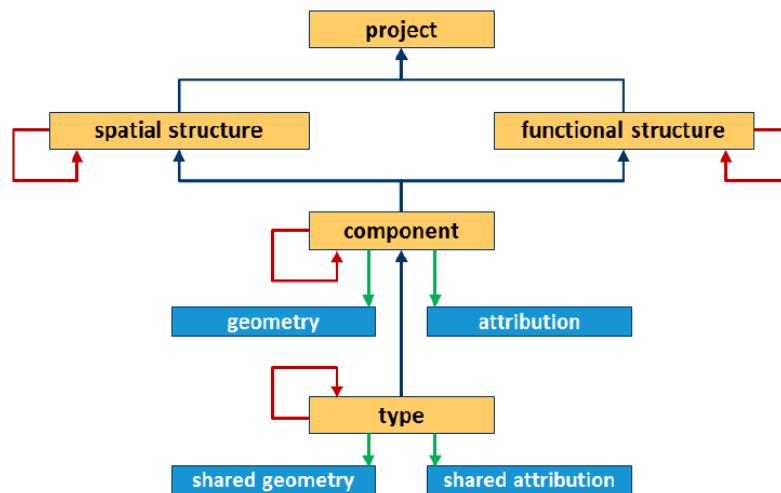 project
spatial structure
functional structure
component
geometry
attribution
type
shared geometry
shared attribution